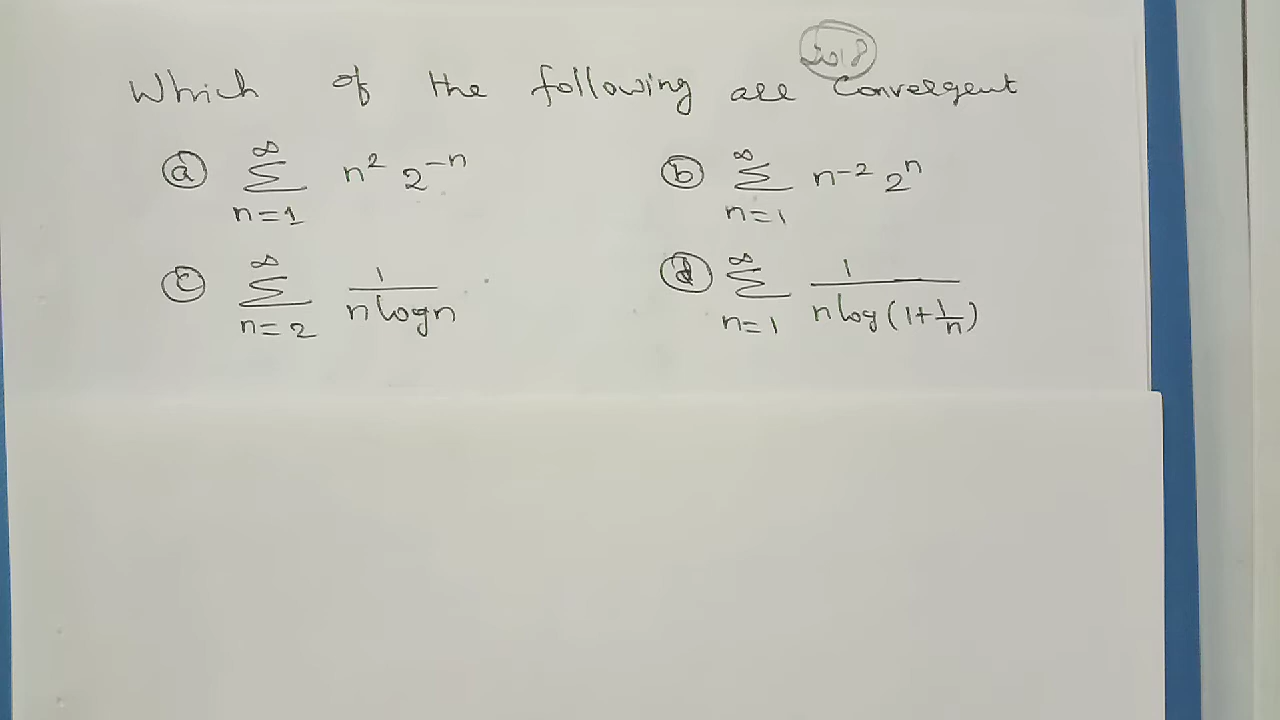 2018
Which of the following are Convergent
(a) ∞ ∑ n=1 n² 2^{-n} (b) ∞ ∑ n=1 n^{-2} 2^n
(c) ∞ ∑ n=2 1/(n log n) (d) ∞ ∑ n=1 1/(n log(1+1/n))